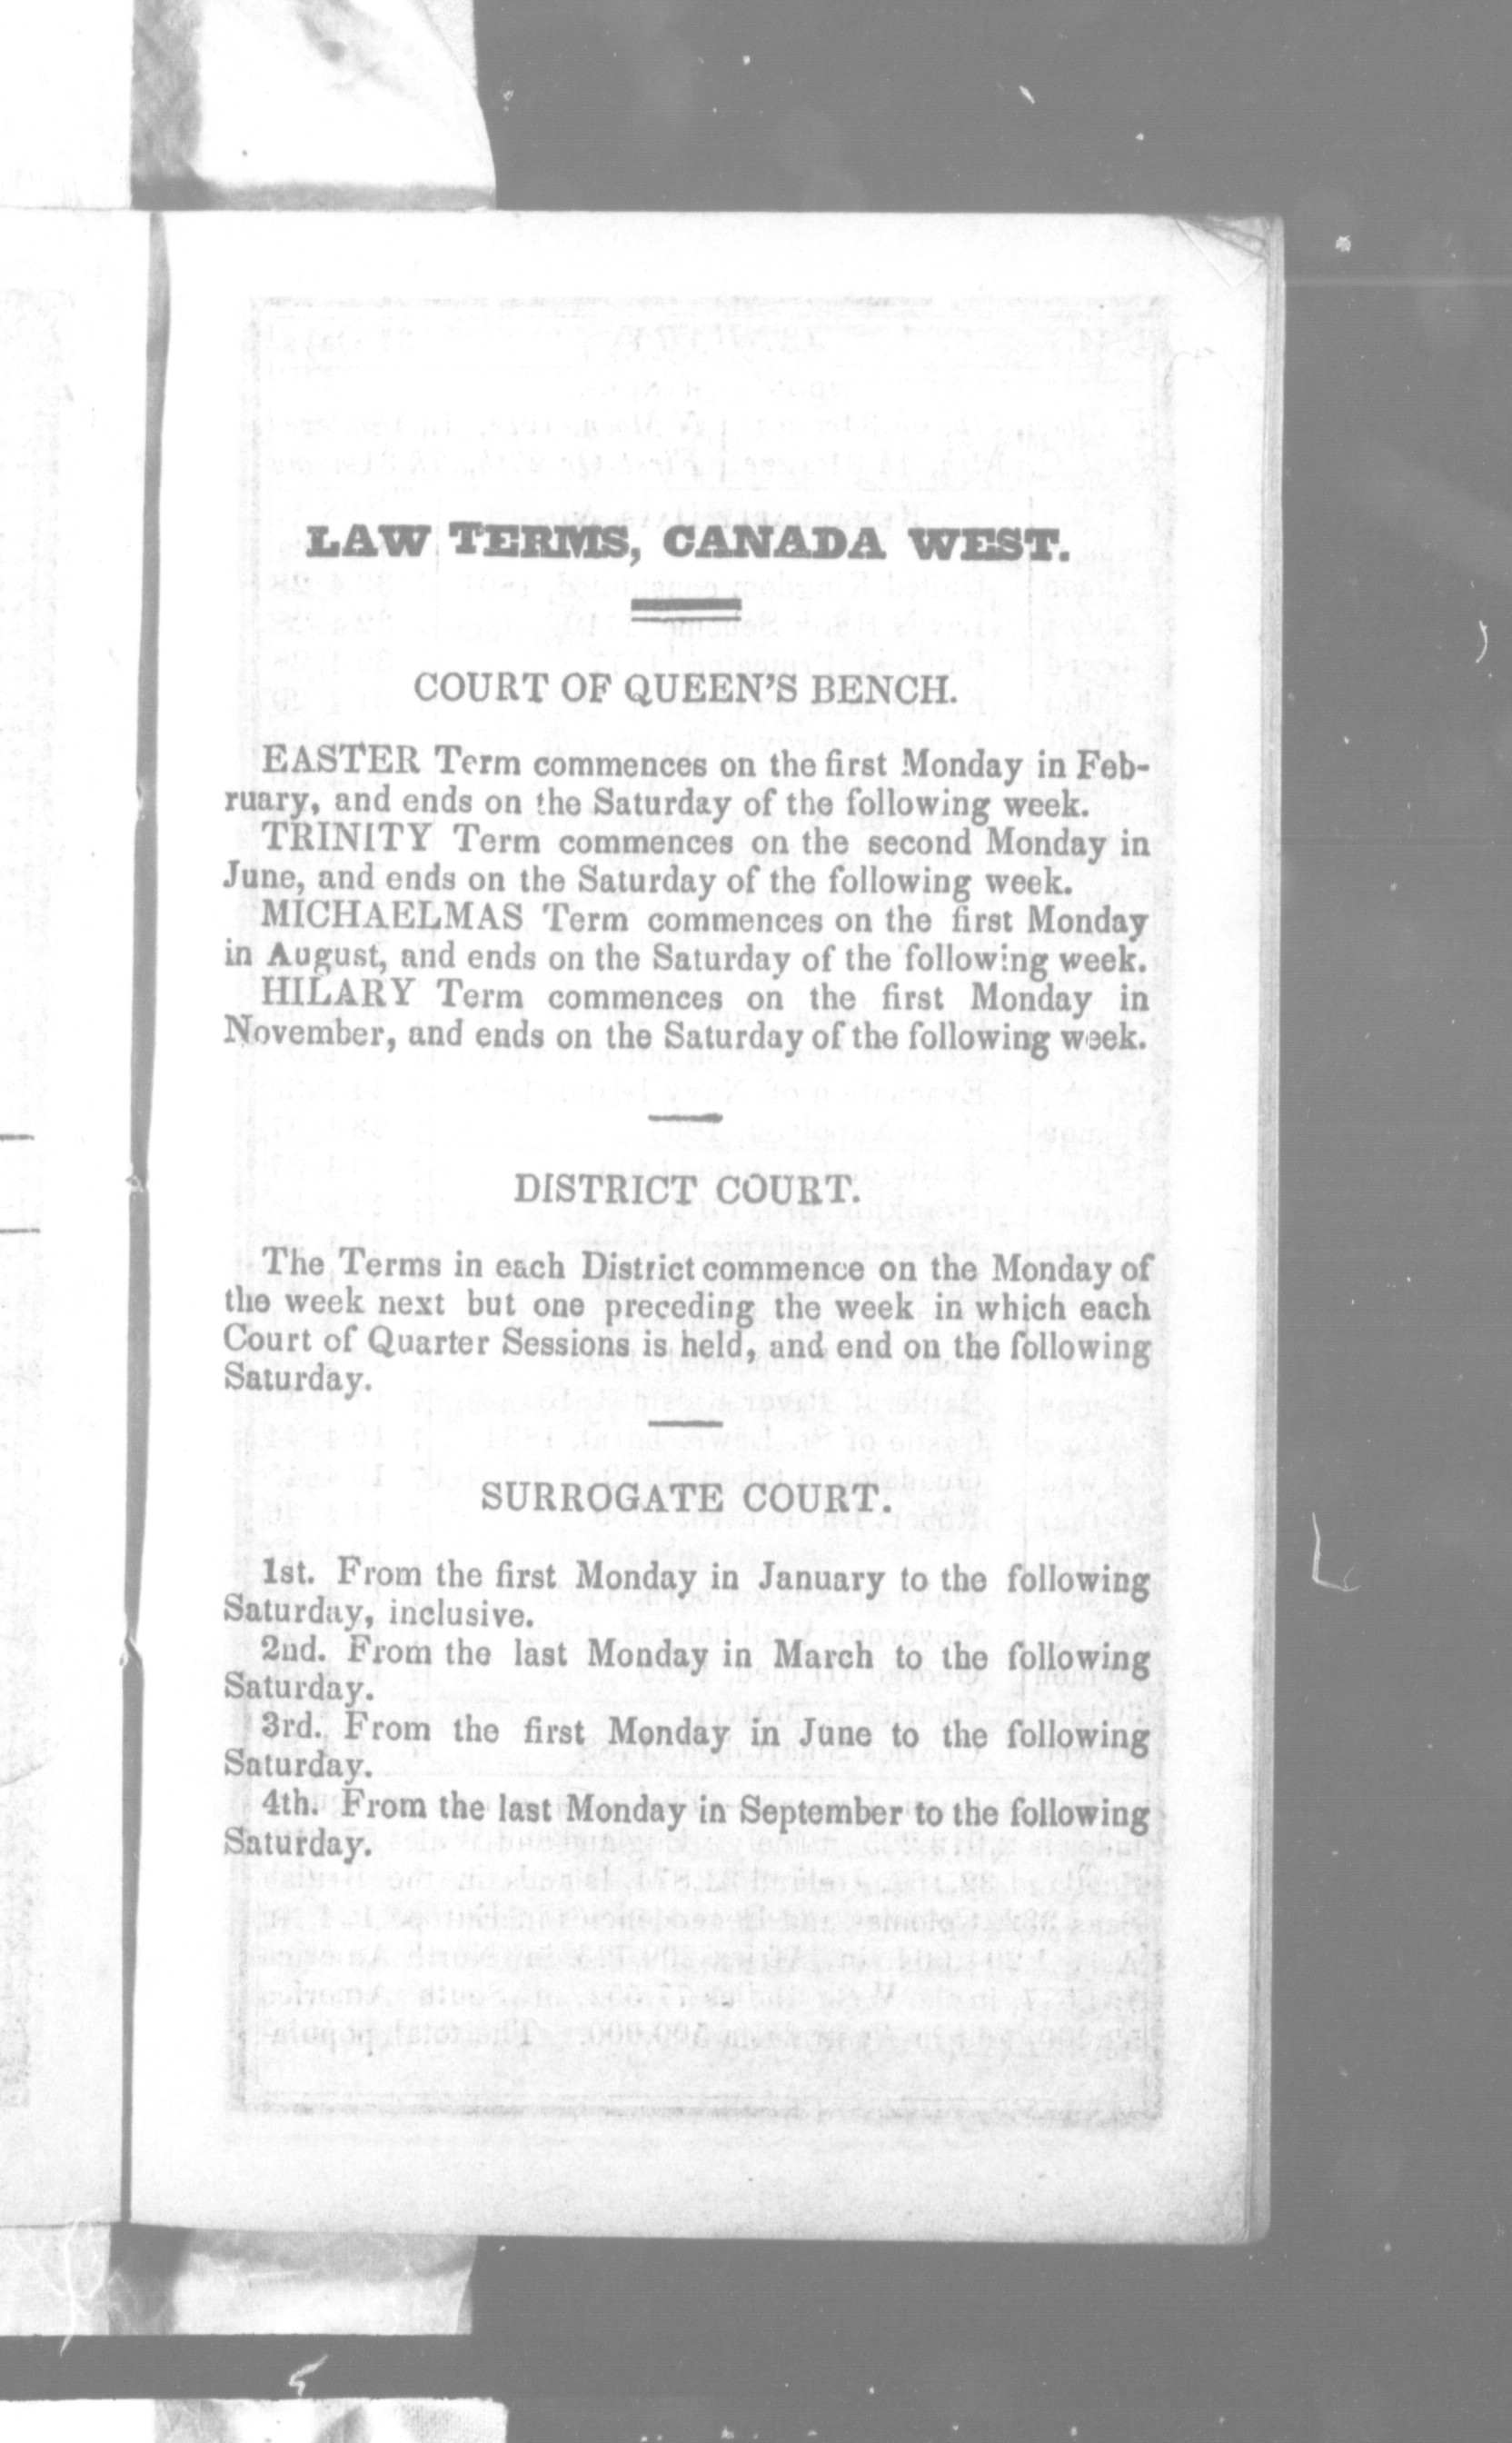 LAW TERMS, CANADA WEST.
COURT OF QUEEN'S BENCH.
EASTER Term commences on the first Monday in Feb-
ruary, and ends on the Saturday of the following week.
TRINITY Term commences on the second Monday in
June, and ends on the Saturday of the following week.
MICHAELMAS Term commences on the first Monday
in August, and ends on the Saturday of the following week.
HILARY Term commences on the first Monday in
November, and ends on the Saturday of the following week.
DISTRICT COURT.
The Terms in each District commence on the Monday of
the week next but one preceding the week in which each
Court of Quarter Sessions is held, and end on the following
Saturday.
SURROGATE COURT.
1st. From the first Monday in January to the following
Saturday, inclusive.
2nd. From the last Monday in March to the following
Saturday.
3rd. From the first Monday in June to the following
Saturday.
4th. From the last Monday in September to the following
Saturday.